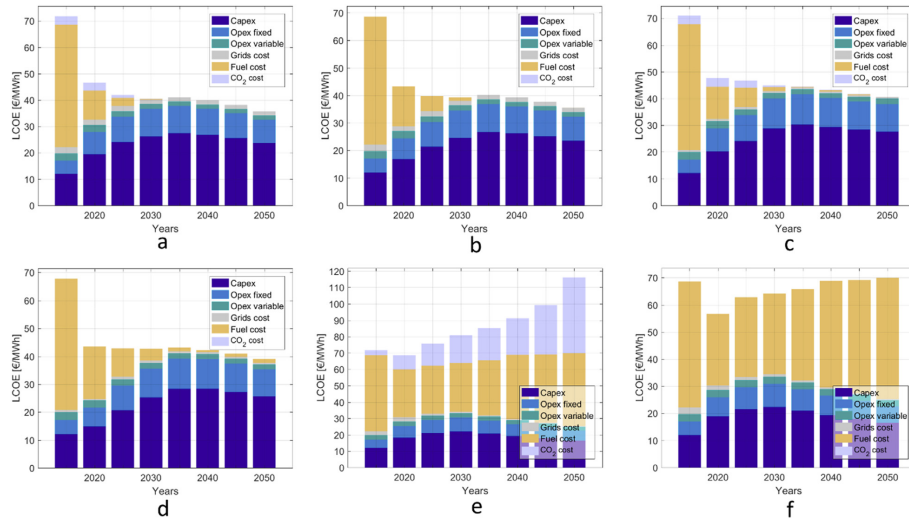 70
60
50
40
30
20
10
0
LCOE [€/MWh]
2020
2030
2040
2050
Years
Capex
Opex fixed
Opex variable
Grids cost
Fuel cost
CO₂ cost
a
70
60
50
40
30
20
10
0
LCOE [€/MWh]
2020
2030
2040
2050
Years
Capex
Opex fixed
Opex variable
Grids cost
Fuel cost
CO₂ cost
b
70
60
50
40
30
20
10
0
LCOE [€/MWh]
2020
2030
2040
2050
Years
Capex
Opex fixed
Opex variable
Grids cost
Fuel cost
CO₂ cost
c
70
60
50
40
30
20
10
0
LCOE [€/MWh]
2020
2030
2040
2050
Years
Capex
Opex fixed
Opex variable
Grids cost
Fuel cost
CO₂ cost
d
120
110
100
90
80
70
60
50
40
30
20
10
0
LCOE [€/MWh]
2020
2030
2040
2050
Years
Capex
Opex fixed
Opex variable
Grids cost
Fuel cost
CO₂ cost
e
70
60
50
40
30
20
10
0
LCOE [€/MWh]
2020
2030
2040
2050
Years
Capex
Opex fixed
Opex variable
Grids cost
Fuel cost
CO₂ cost
f